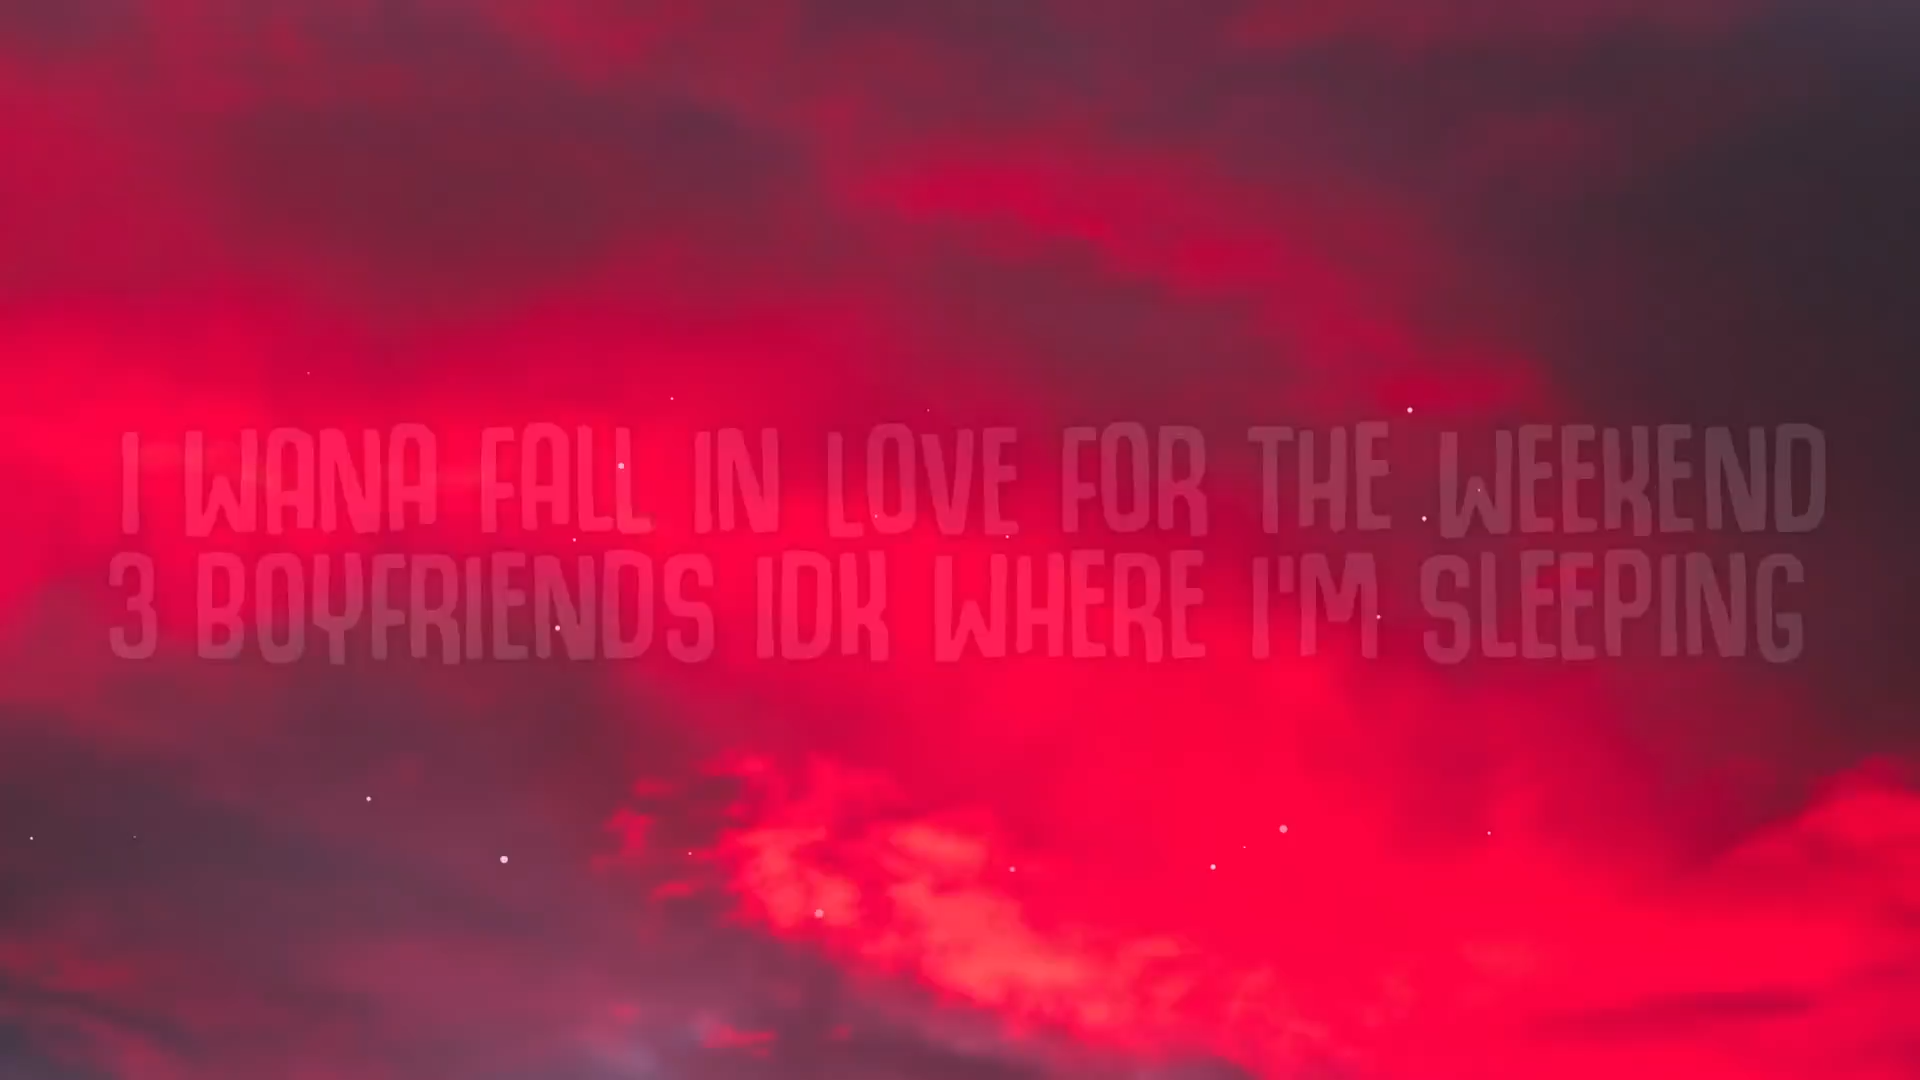 I WANA FALL IN LOVE FOR THE WEEKEND
3 BOYFRIENDS IDK WHERE I'M SLEEPING